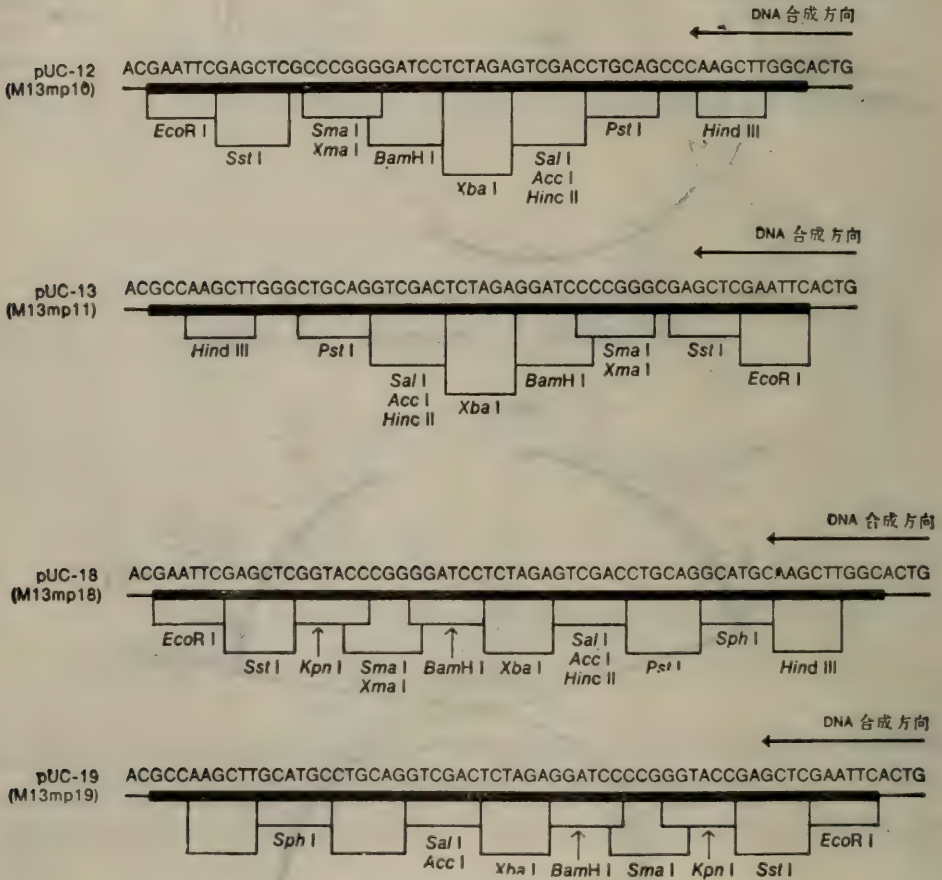 DNA 合成方向
pUC-12 ACGAATTCGAGCTCGCCCGGGGATCCTCTAGAGTCGACCTGCAGCCCAAGCTTGGCACTG
(M13mp10)
EcoR I Sst I Sma I BamH I Xba I Sal I Pst I Hind III
Xma I Acc I
Hinc II
DNA 合成方向
pUC-13 ACGCCAAGCTTGGGCTGCAGGTCGACTCTAGAGGATCCCCGGGCGAGCTCGAATTCACTG
(M13mp11)
Hind III Pst I Sal I Xba I BamH I Sma I Sst I EcoR I
Acc I Xma I
Hinc II
DNA 合成方向
pUC-18 ACGAATTCGAGCTCGGTACCCGGGGATCCTCTAGAGTCGACCTGCAGGCATGCAAGCTTGGCACTG
(M13mp18)
EcoR I Sst I Kpn I Sma I BamH I Xba I Sal I Pst I Sph I Hind III
Xma I Acc I
Hinc II
DNA 合成方向
pUC-19 ACGCCAAGCTTGCATGCCTGCAGGTCGACTCTAGAGGATCCCCGGGTACCGAGCTCGAATTCACTG
(M13mp19)
Sph I Sal I Xba I BamH I Sma I Kpn I Sst I EcoR I
Acc I